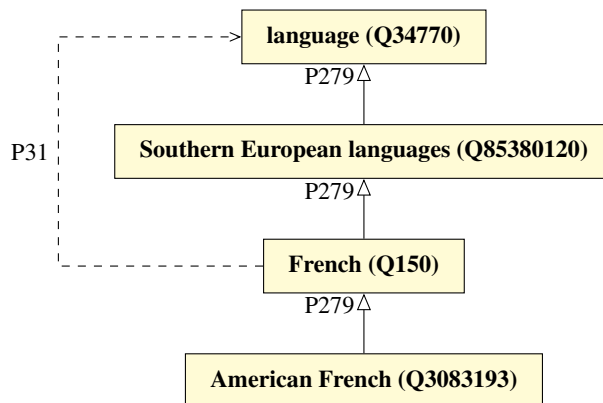 language (Q34770)
P279
P31
Southern European languages (Q85380120)
P279
French (Q150)
P279
American French (Q3083193)